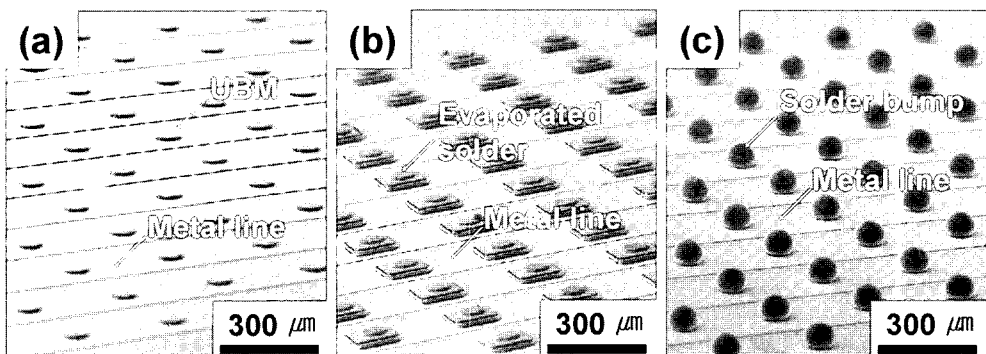 (a)
UBM
Metal line
300 ㎛
(b)
Evaporated
solder
Metal line
300 ㎛
(c)
Solder bump
Metal line
300 ㎛